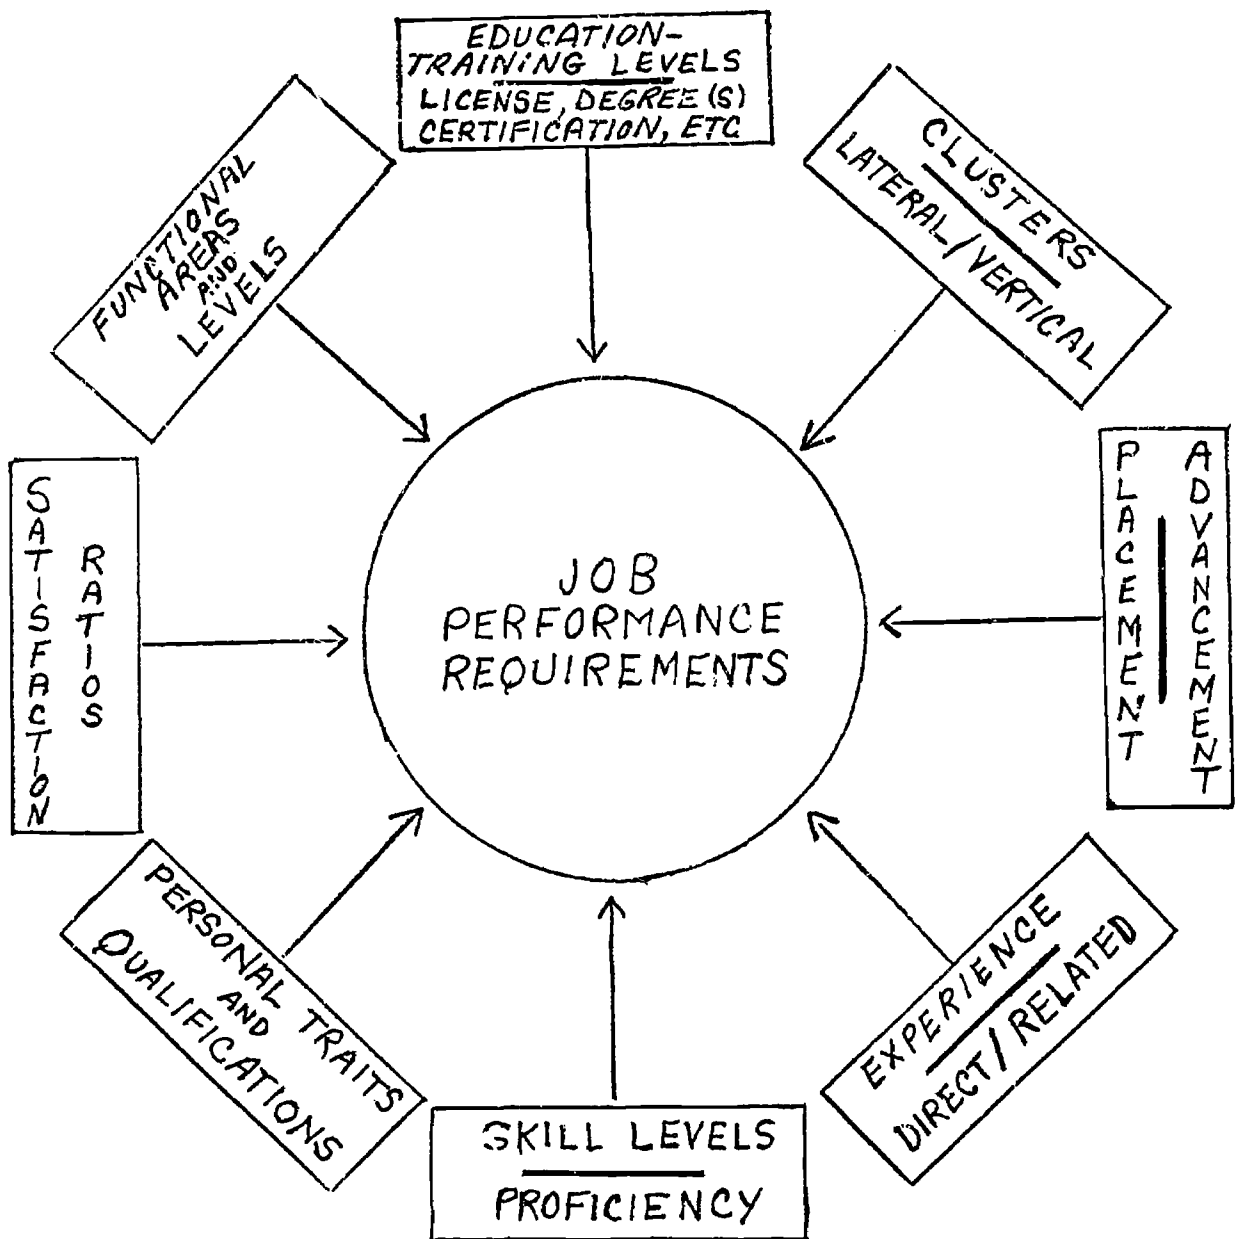 EDUCATION-
TRAINING LEVELS
LICENSE, DEGREE (S)
CERTIFICATION, ETC
CLUSTERS
LATERAL/VERTICAL
PLACEMENT
ADVANCEMENT
EXPERIENCE
DIRECT/RELATED
SKILL LEVELS
PROFICIENCY
PERSONAL TRAITS
AND
QUALIFICATIONS
SATISFACTION
RATIOS
FUNCTIONAL
AREAS
AND
LEVELS
JOB
PERFORMANCE
REQUIREMENTS